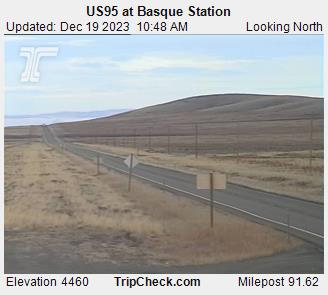 US95 at Basque Station
Updated: Dec 19 2023 10:48 AM Looking North
Elevation 4460 TripCheck.com Milepost 91.62